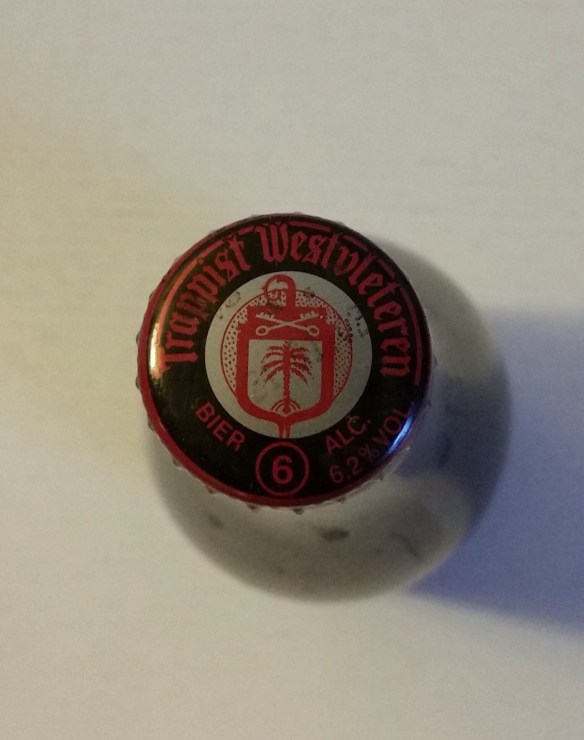 Trappist Westvleteren
BIER
6
ALC.
6.2% VOL